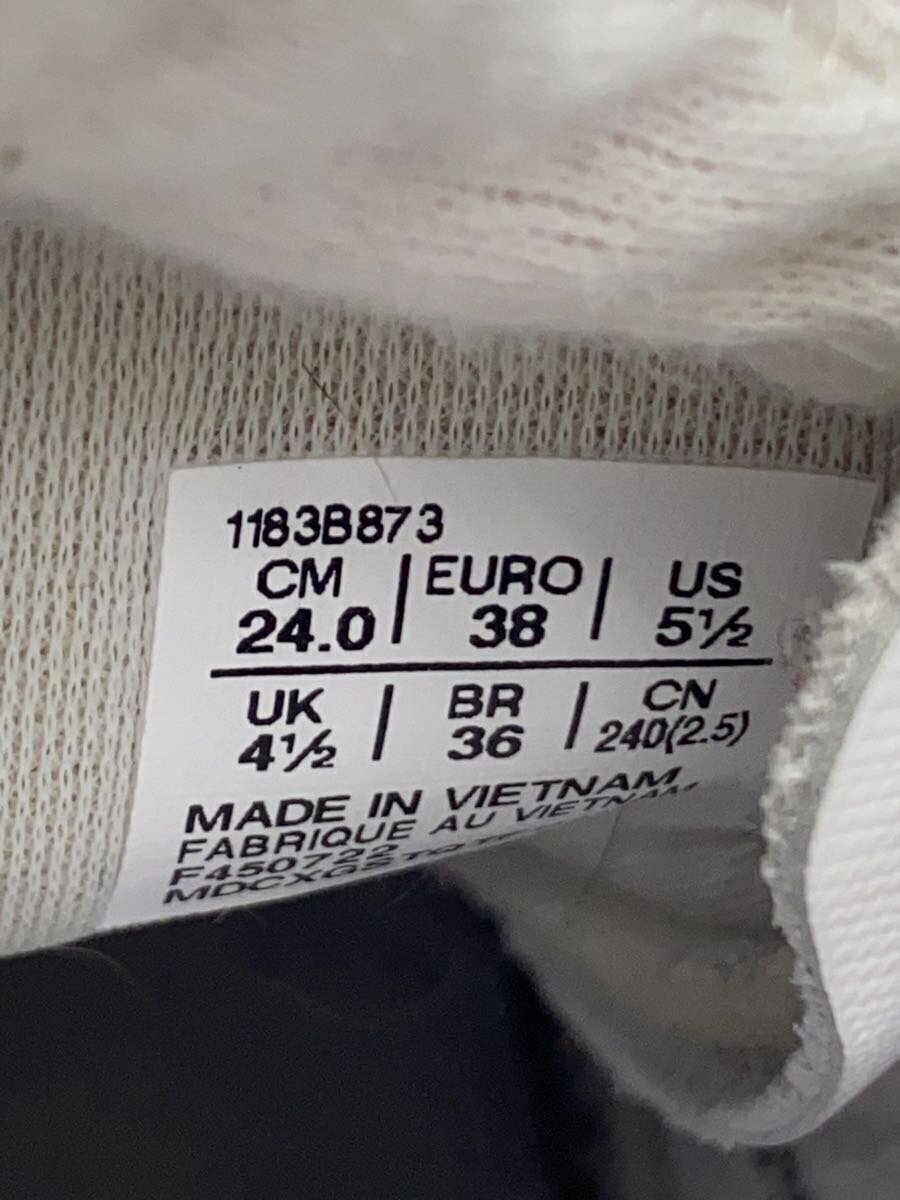 1183B873
CM | EURO | US
24.0 | 38 | 5½
UK | BR | CN
4½ | 36 | 240(2.5)
MADE IN VIETNAM
FABRIQUE AU VIETNAM
F450722